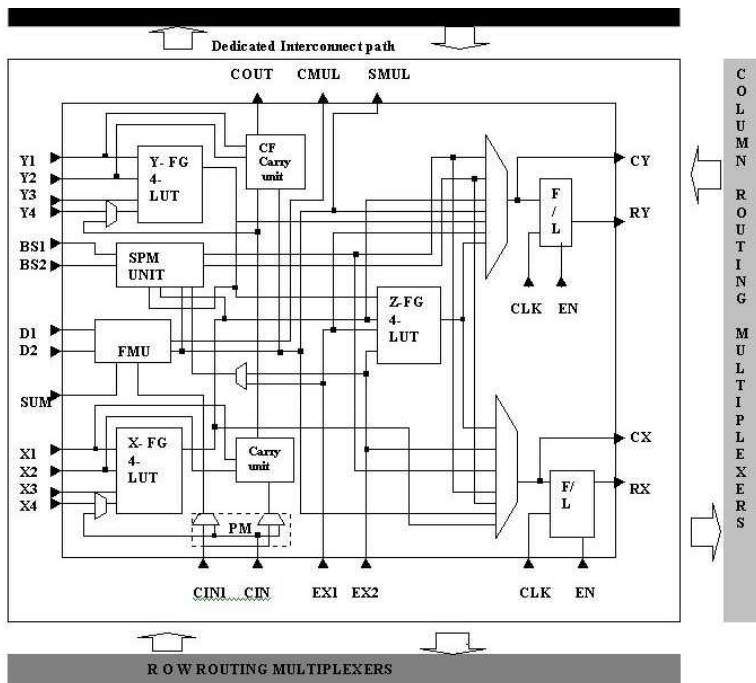 Dedicated Interconnect path
COUT CMUL SMUL
Y1
Y2
Y3
Y4
Y- FG
4-
LUT
CF
Carry
unit
CY
F
/
L
RY
BS1
BS2
SPM
UNIT
CLK EN
Z-FG
4-
LUT
D1
D2
FMU
SUM
X1
X2
X3
X4
X- FG
4-
LUT
Carry
unit
CX
F/
L
RX
PM
CIN1 CIN EX1 EX2 CLK EN
COLUMN ROUTING MULTIPLEXERS
R O W ROUTING MULTIPLEXERS